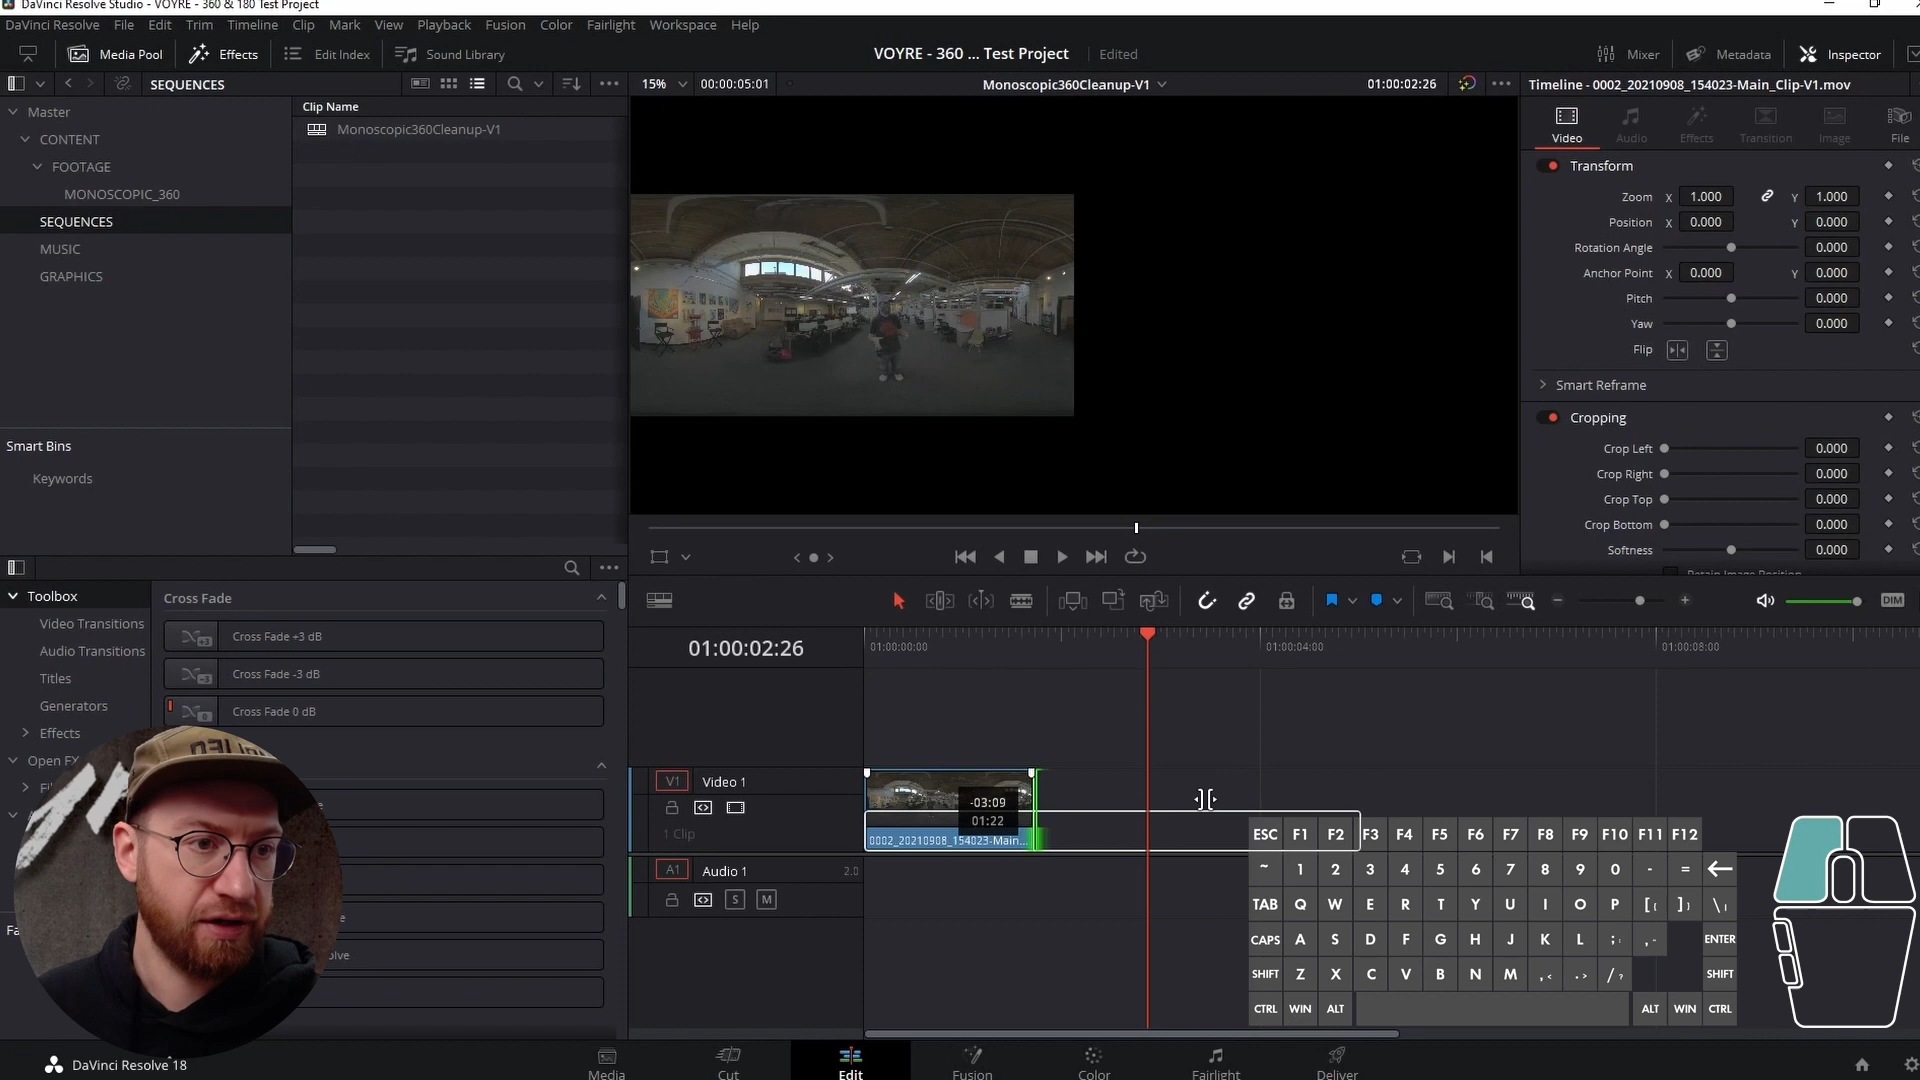 DaVinci Resolve Studio - VOYRE - 360 & 180 Test Project
DaVinci Resolve File Edit Trim Timeline Clip Mark View Playback Fusion Color Fairlight Workspace Help
Media Pool Effects Edit Index Sound Library VOYRE - 360 ... Test Project Edited Mixer Metadata Inspector
SEQUENCES 15% 00:00:05:01 Monoscopic360Cleanup-V1 01:00:02:26 Timeline - 0002_20210908_154023-Main_Clip-V1.mov
Master
CONTENT
FOOTAGE
MONOSCOPIC_360
SEQUENCES
MUSIC
GRAPHICS
Smart Bins
Keywords
Clip Name
Monoscopic360Cleanup-V1
Video Audio Effects Transition Image File
Transform
Zoom X 1.000 Y 1.000
Position X 0.000 Y 0.000
Rotation Angle 0.000
Anchor Point X 0.000 Y 0.000
Pitch 0.000
Yaw 0.000
Flip
Smart Reframe
Cropping
Crop Left 0.000
Crop Right 0.000
Crop Top 0.000
Crop Bottom 0.000
Softness 0.000
Retain Image Position
Toolbox
Video Transitions
Audio Transitions
Titles
Generators
Effects
Open FX
Cross Fade
+3
Cross Fade +3 dB
-3
Cross Fade -3 dB
0
Cross Fade 0 dB
DIM
01:00:02:26
01:00:00:00 01:00:04:00 01:00:08:00
V1 Video 1
1 Clip
-03:09
01:22
0002_20210908_154023-Main...
A1 Audio 1 2.0
S M
ESC F1 F2 F3 F4 F5 F6 F7 F8 F9 F10 F11 F12
~ 1 2 3 4 5 6 7 8 9 0 - =
TAB Q W E R T Y U I O P [ { ] } \ |
CAPS A S D F G H J K L ; : , " ENTER
SHIFT Z X C V B N M , < . > / ? SHIFT
CTRL WIN ALT ALT WIN CTRL
DaVinci Resolve 18
Media Cut Edit Fusion Color Fairlight Deliver